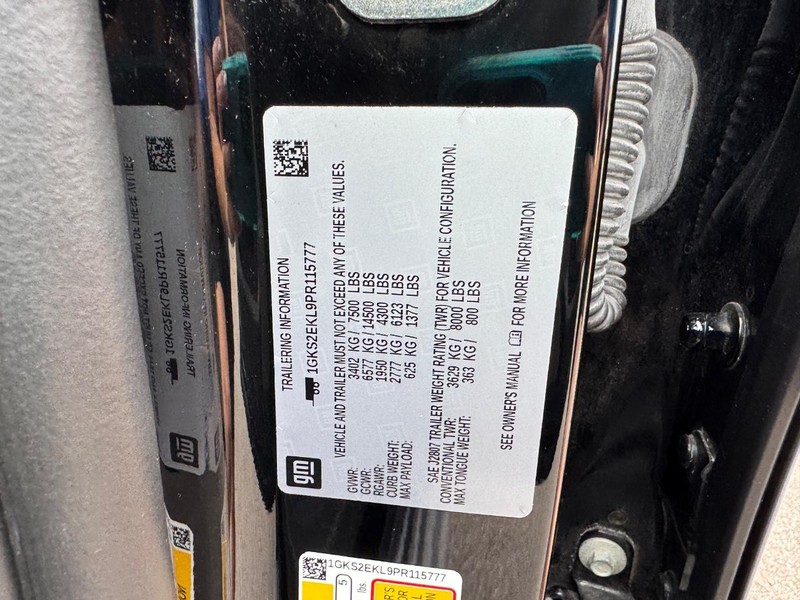 gm
TRAILERING INFORMATION
1GKS2EKL9PR115777
VEHICLE AND TRAILER MUST NOT EXCEED ANY OF THESE VALUES.
GVWR: 3402 KG / 7500 LBS
GCWR: 6577 KG / 14500 LBS
RGAWR: 1950 KG / 4300 LBS
CURB WEIGHT: 2777 KG / 6123 LBS
MAX PAYLOAD: 625 KG / 1377 LBS
SAE J2807 TRAILER WEIGHT RATING (TWR) FOR VEHICLE CONFIGURATION.
CONVENTIONAL TWR: 3629 KG / 8000 LBS
MAX TONGUE WEIGHT: 363 KG / 800 LBS
SEE OWNER'S MANUAL FOR MORE INFORMATION
1GKS2EKL9PR115777
5
lbs.